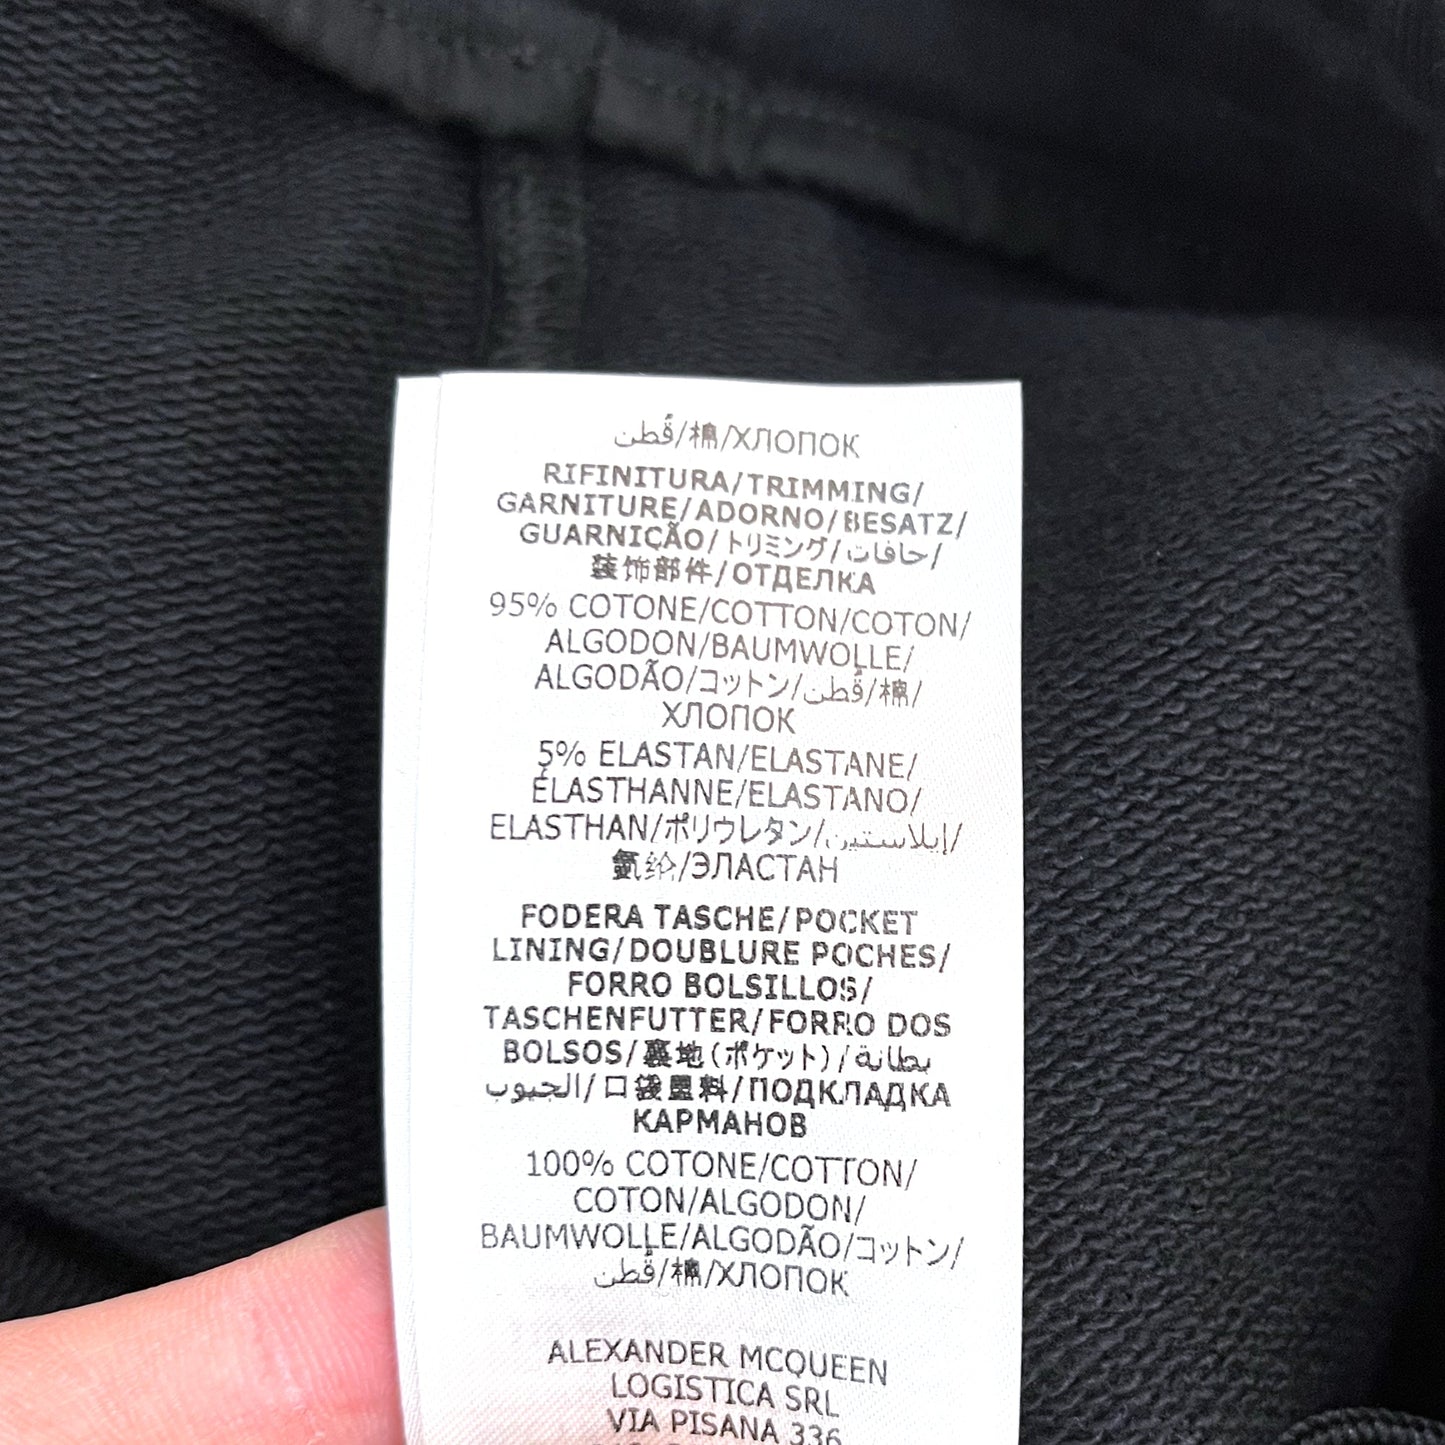 قُطن/棉/ХЛОПОК
RIFINITURA/TRIMMING/
GARNITURE/ADORNO/BESATZ/
GUARNIÇÃO/トリミング/حافات/
装饰部件/ОТДЕЛКА
95% COTONE/COTTON/COTON/
ALGODON/BAUMWOLLE/
ALGODÃO/コットン/قُطن/棉/
ХЛОПОК
5% ELASTAN/ELASTANE/
ÉLASTHANNE/ELASTANO/
ELASTHAN/ポリウレタン/إيلاستين/
氨纶/ЭЛАСТАН
FODERA TASCHE/POCKET
LINING/DOUBLURE POCHES/
FORRO BOLSILLOS/
TASCHENFUTTER/FORRO DOS
BOLSOS/裏地(ポケット)/بطانة
الجيوب/口袋里料/ПОДКЛАДКА
КАРМАНОВ
100% COTONE/COTTON/
COTON/ALGODON/
BAUMWOLLE/ALGODÃO/コットン/
قُطن/棉/ХЛОПОК
ALEXANDER MCQUEEN
LOGISTICA SRL
VIA PISANA 336